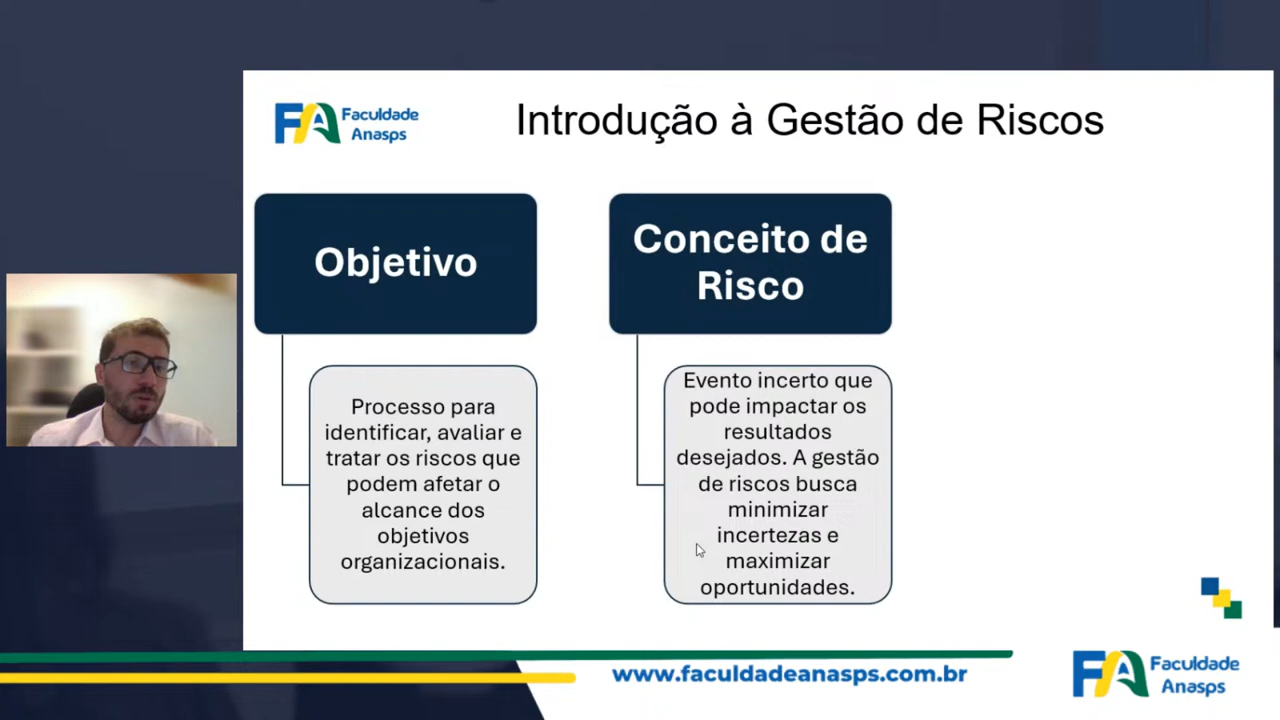 FA Faculdade
Anasps
Introdução à Gestão de Riscos
Objetivo
Processo para
identificar, avaliar e
tratar os riscos que
podem afetar o
alcance dos
objetivos
organizacionais.
Conceito de
Risco
Evento incerto que
pode impactar os
resultados
desejados. A gestão
de riscos busca
minimizar
incertezas e
maximizar
oportunidades.
www.faculdadeanasps.com.br
FA Faculdade
Anasps